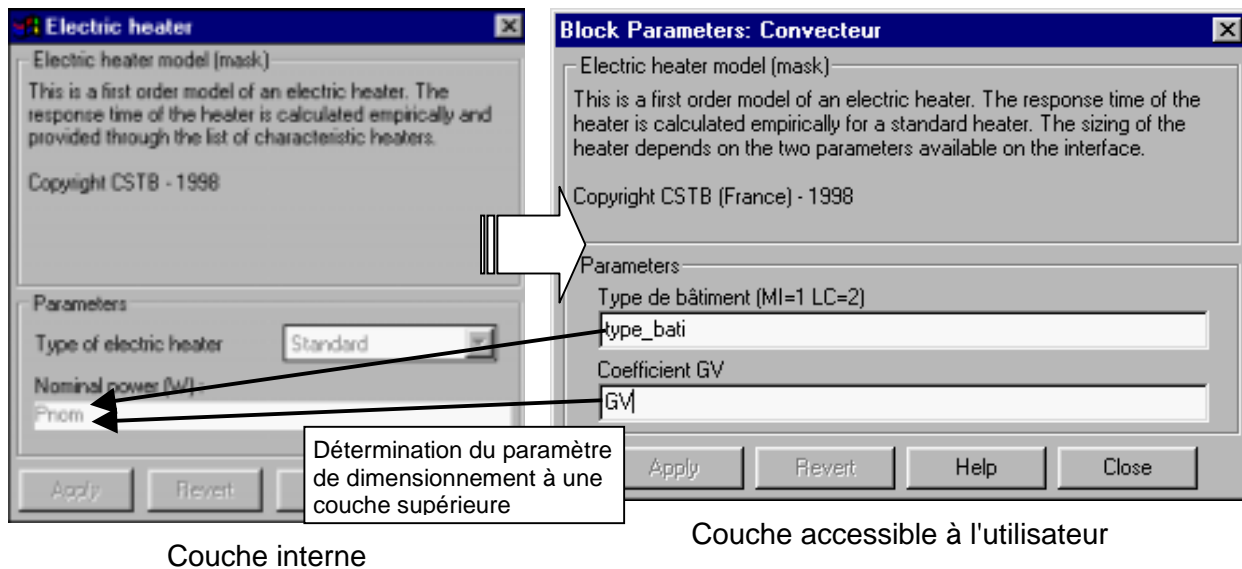 Electric heater
Electric heater model (mask)
This is a first order model of an electric heater. The
response time of the heater is calculated empirically and
provided through the list of characteristic heaters.
Copyright CSTB - 1998
Parameters
Type of electric heater
Standard
Nominal power (W) :
Pnom
Apply
Revert
Couche interne
Détermination du paramètre
de dimensionnement à une
couche supérieure
Block Parameters: Convecteur
Electric heater model (mask)
This is a first order model of an electric heater. The response time of the
heater is calculated empirically for a standard heater. The sizing of the
heater depends on the two parameters available on the interface.
Copyright CSTB (France) - 1998
Parameters
Type de bâtiment (MI=1 LC=2)
type_bati
Coefficient GV
GV
Apply
Revert
Help
Close
Couche accessible à l'utilisateur